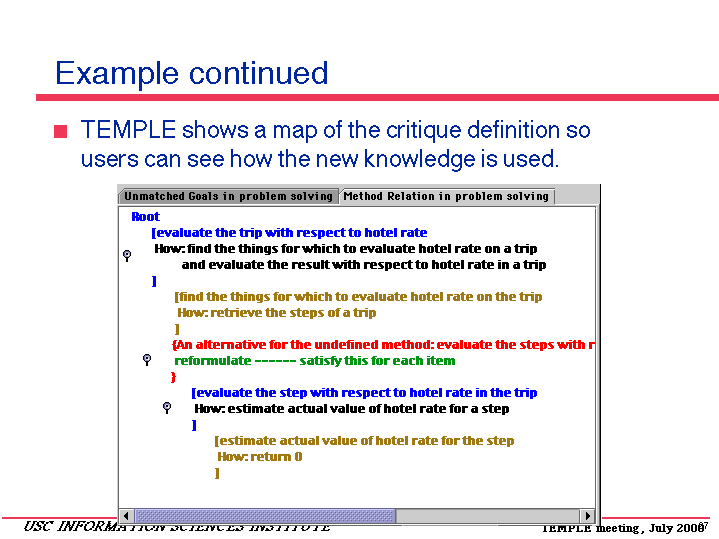 Example continued
TEMPLE shows a map of the critique definition so
users can see how the new knowledge is used.
Unmatched Goals in problem solving Method Relation in problem solving
Root
[evaluate the trip with respect to hotel rate
How: find the things for which to evaluate hotel rate on a trip
and evaluate the result with respect to hotel rate in a trip
]
[find the things for which to evaluate hotel rate on the trip
How: retrieve the steps of a trip
]
{An alternative for the undefined method: evaluate the steps with r
reformulate ------ satisfy this for each item
}
[evaluate the step with respect to hotel rate in the trip
How: estimate actual value of hotel rate for a step
]
[estimate actual value of hotel rate for the step
How: return 0
]
USC INFORMATION SCIENCES INSTITUTE TEMPLE meeting, July 2000